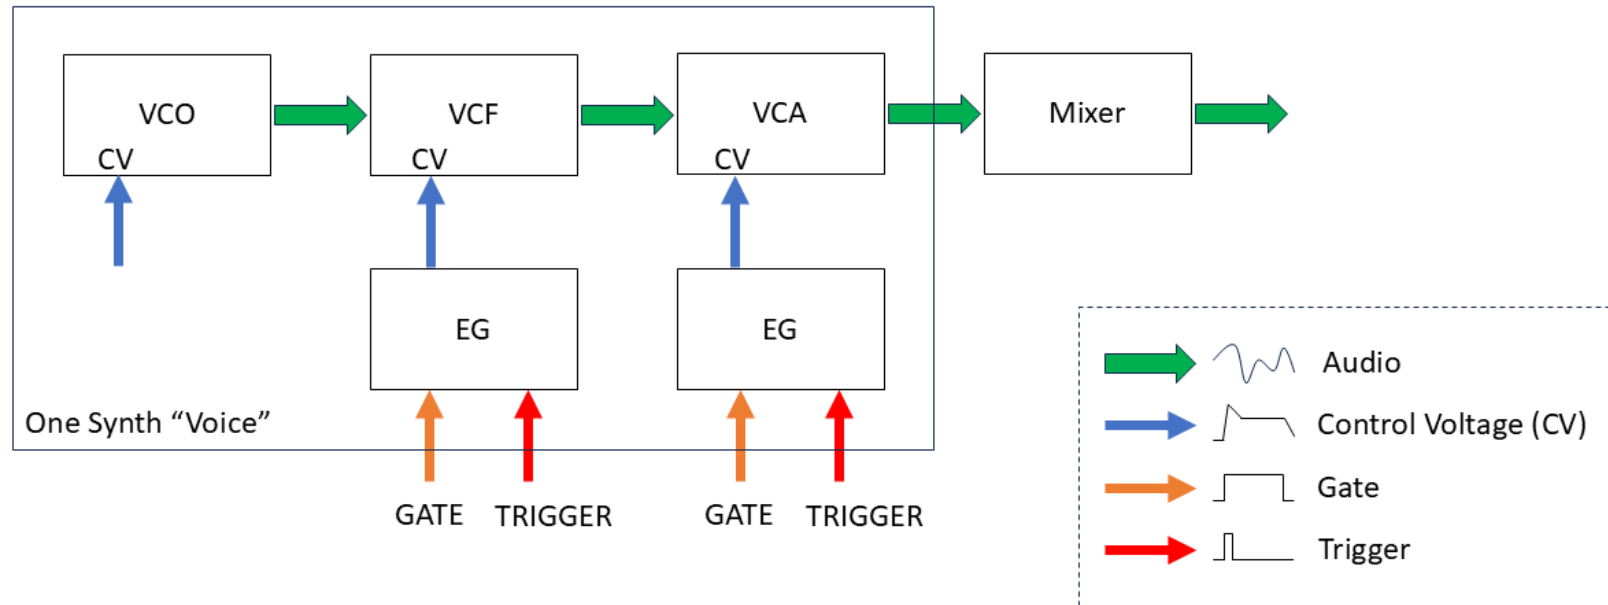 VCO
VCF
VCA
Mixer
CV
CV
CV
EG
EG
One Synth “Voice”
GATE
TRIGGER
GATE
TRIGGER
Audio
Control Voltage (CV)
Gate
Trigger